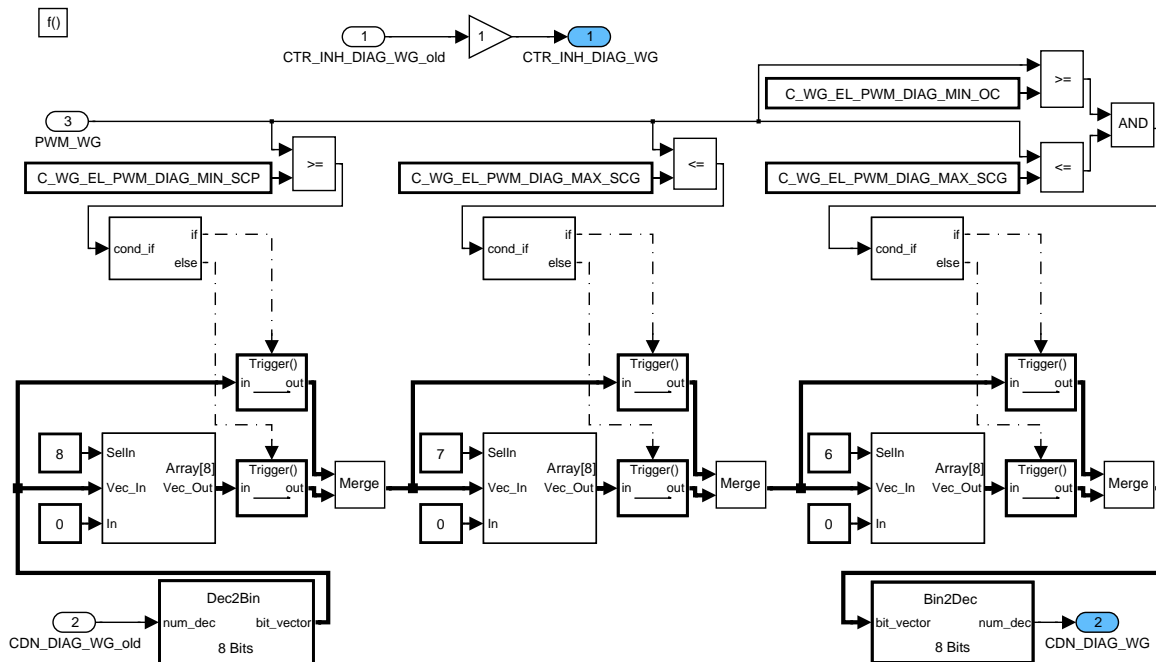 f()
1
1
1
CTR_INH_DIAG_WG_old
CTR_INH_DIAG_WG
C_WG_EL_PWM_DIAG_MIN_OC
>=
AND
3
PWM_WG
>=
<=
<=
C_WG_EL_PWM_DIAG_MIN_SCP
C_WG_EL_PWM_DIAG_MAX_SCG
C_WG_EL_PWM_DIAG_MAX_SCG
cond_if
if
else
cond_if
if
else
cond_if
if
else
Trigger()
in
out
Trigger()
in
out
Trigger()
in
out
8
SelIn
Array[8]
Vec_In
Vec_Out
0
In
Trigger()
in
out
Merge
7
SelIn
Array[8]
Vec_In
Vec_Out
0
In
Trigger()
in
out
Merge
6
SelIn
Array[8]
Vec_In
Vec_Out
0
In
Trigger()
in
out
Merge
2
CDN_DIAG_WG_old
Dec2Bin
num_dec
bit_vector
8 Bits
Bin2Dec
bit_vector
num_dec
8 Bits
2
CDN_DIAG_WG